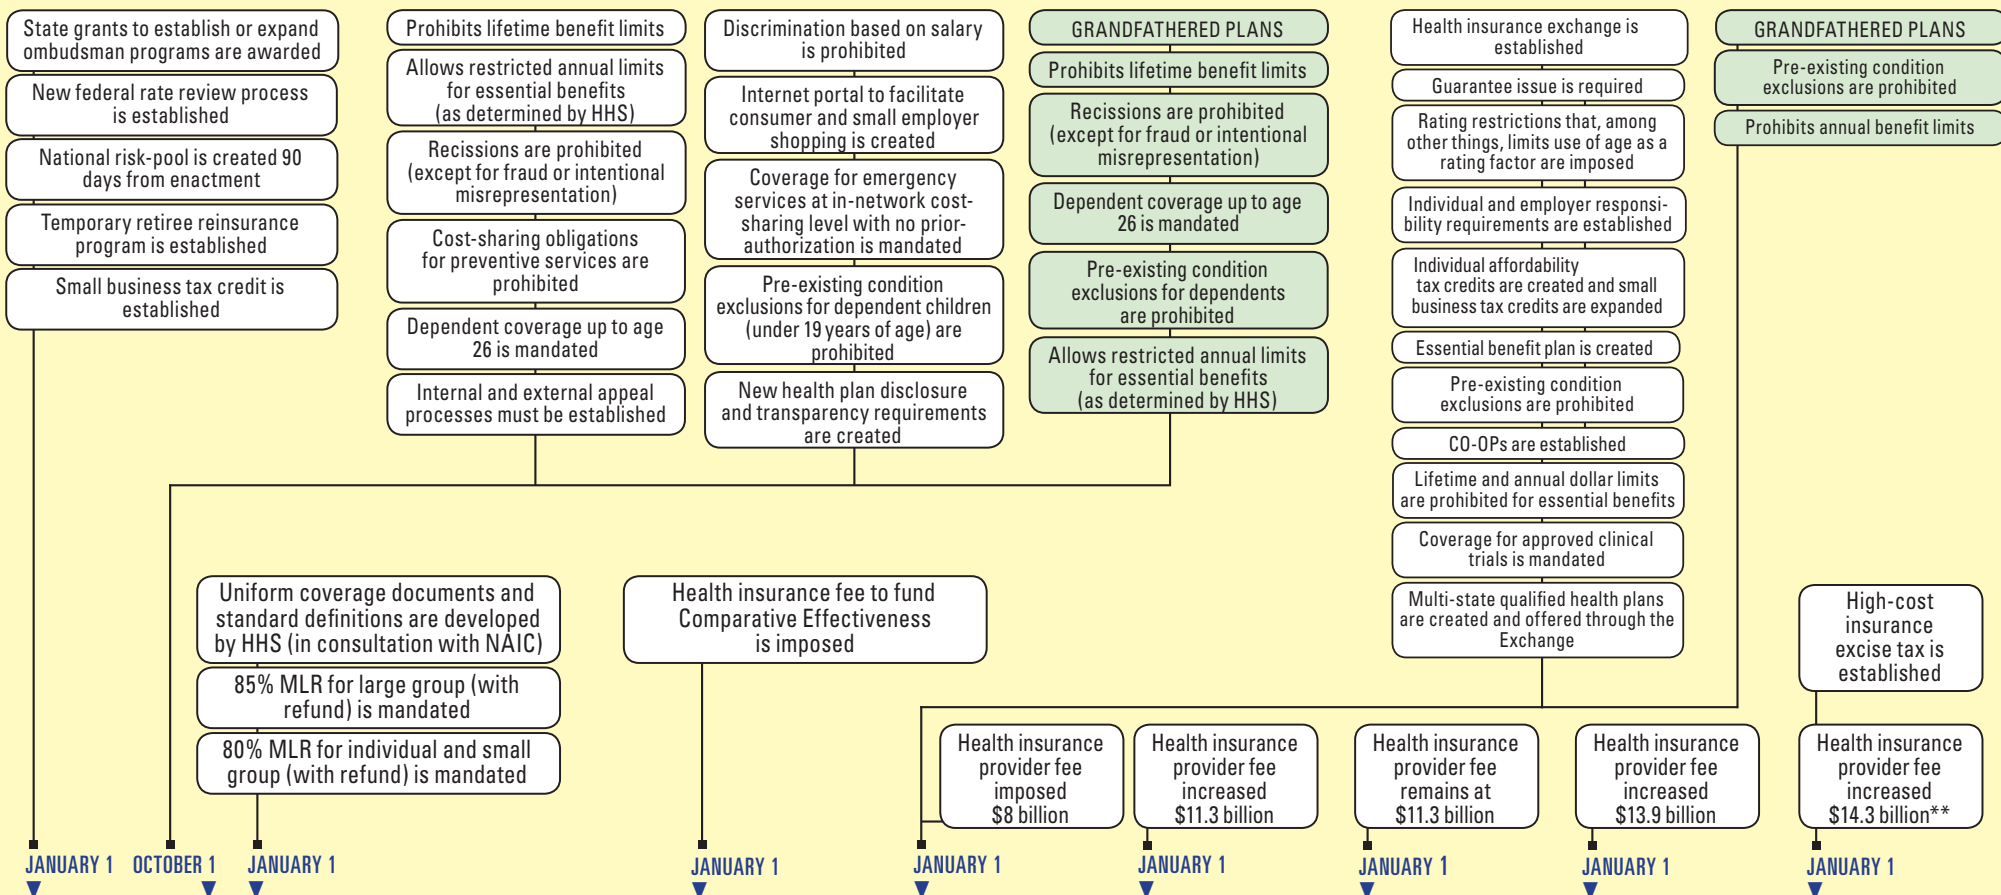 State grants to establish or expand
ombudsman programs are awarded
New federal rate review process
is established
National risk-pool is created 90
days from enactment
Temporary retiree reinsurance
program is established
Small business tax credit is
established
Prohibits lifetime benefit limits
Allows restricted annual limits
for essential benefits
(as determined by HHS)
Recissions are prohibited
(except for fraud or intentional
misrepresentation)
Cost-sharing obligations
for preventive services are
prohibited
Dependent coverage up to age
26 is mandated
Internal and external appeal
processes must be established
Discrimination based on salary
is prohibited
Internet portal to facilitate
consumer and small employer
shopping is created
Coverage for emergency
services at in-network cost-
sharing level with no prior-
authorization is mandated
Pre-existing condition
exclusions for dependent children
(under 19 years of age) are
prohibited
New health plan disclosure
and transparency requirements
are created
GRANDFATHERED PLANS
Prohibits lifetime benefit limits
Recissions are prohibited
(except for fraud or intentional
misrepresentation)
Dependent coverage up to age
26 is mandated
Pre-existing condition
exclusions for dependents
are prohibited
Allows restricted annual limits
for essential benefits
(as determined by HHS)
Health insurance exchange is
established
Guarantee issue is required
Rating restrictions that, among
other things, limits use of age as a
rating factor are imposed
Individual and employer responsi-
bility requirements are established
Individual affordability
tax credits are created and small
business tax credits are expanded
Essential benefit plan is created
Pre-existing condition
exclusions are prohibited
CO-OPs are established
Lifetime and annual dollar limits
are prohibited for essential benefits
Coverage for approved clinical
trials is mandated
Multi-state qualified health plans
are created and offered through the
Exchange
GRANDFATHERED PLANS
Pre-existing condition
exclusions are prohibited
Prohibits annual benefit limits
Uniform coverage documents and
standard definitions are developed
by HHS (in consultation with NAIC)
85% MLR for large group (with
refund) is mandated
80% MLR for individual and small
group (with refund) is mandated
Health insurance fee to fund
Comparative Effectiveness
is imposed
High-cost
insurance
excise tax is
established
Health insurance
provider fee
imposed
$8 billion
Health insurance
provider fee
increased
$11.3 billion
Health insurance
provider fee
remains at
$11.3 billion
Health insurance
provider fee
increased
$13.9 billion
Health insurance
provider fee
increased
$14.3 billion**
JANUARY 1
OCTOBER 1
JANUARY 1
JANUARY 1
JANUARY 1
JANUARY 1
JANUARY 1
JANUARY 1
JANUARY 1